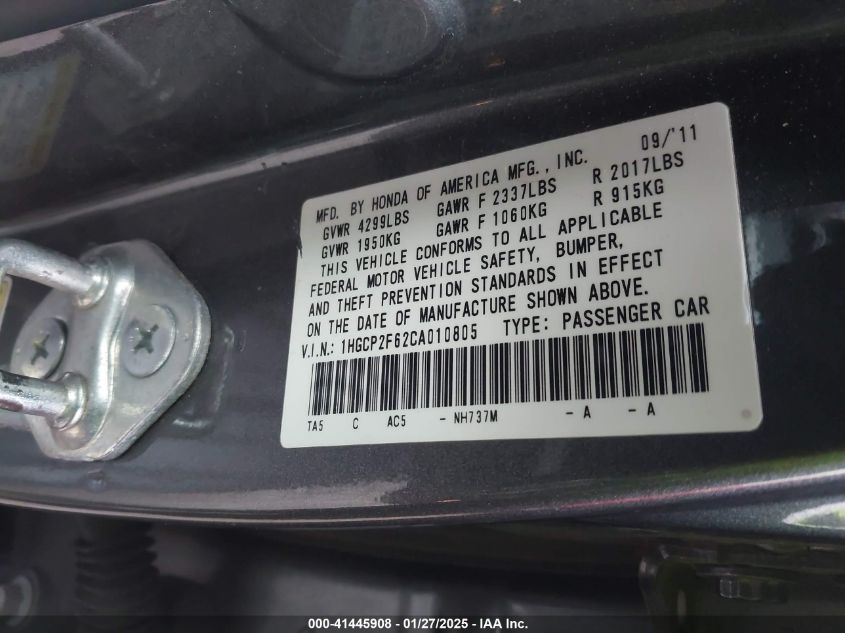 MFD. BY HONDA OF AMERICA MFG., INC. 09/'11
GVWR 4299LBS GAWR F 2337LBS R 2017LBS
GVWR 1950KG GAWR F 1060KG R 915KG
THIS VEHICLE CONFORMS TO ALL APPLICABLE
FEDERAL MOTOR VEHICLE SAFETY, BUMPER,
AND THEFT PREVENTION STANDARDS IN EFFECT
ON THE DATE OF MANUFACTURE SHOWN ABOVE.
V.I.N.: 1HGCP2F62CA010805 TYPE: PASSENGER CAR
TA5 C AC5 - NH737M - A - A
000-41445908 - 01/27/2025 - IAA Inc.